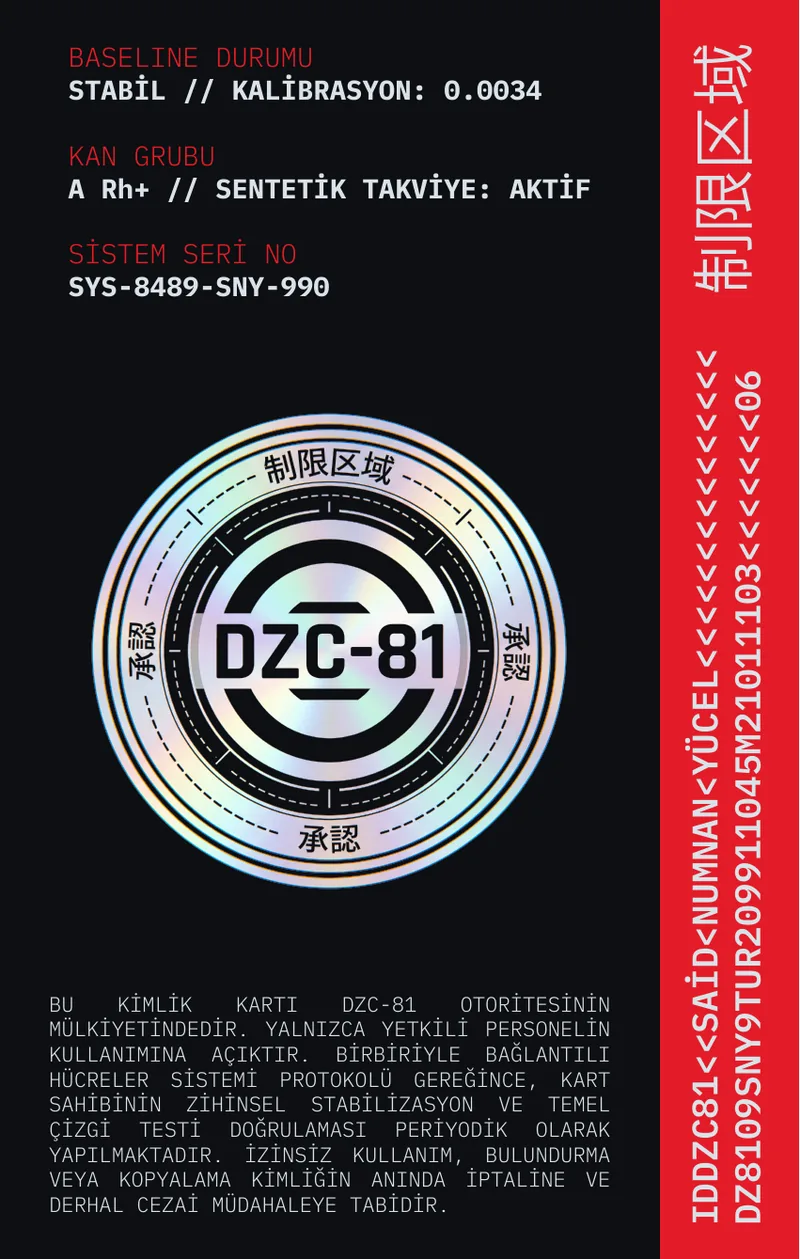 BASELINE DURUMU
STABİL // KALİBRASYON: 0.0034
KAN GRUBU
A Rh+ // SENTETİK TAKVİYE: AKTİF
SİSTEM SERİ NO
SYS-8489-SNY-990
制限区域
承認
DZC-81
承認
承認
BU KİMLİK KARTI DZC-81 OTORİTESİNİN
MÜLKİYETİNDEDİR. YALNIZCA YETKİLİ PERSONELİN
KULLANIMINA AÇIKTIR. BİRBİRİYLE BAĞLANTILI
HÜCRELER SİSTEMİ PROTOKOLÜ GEREĞİNCE, KART
SAHİBİNİN ZİHİNSEL STABİLİZASYON VE TEMEL
ÇİZGİ TESTİ DOĞRULAMASI PERİYODİK OLARAK
YAPILMAKTADIR. İZİNSİZ KULLANIM, BULUNDURMA
VEYA KOPYALAMA KİMLİĞİN ANINDA İPTALİNE VE
DERHAL CEZAİ MÜDAHALEYE TABİDİR.
制限区域
IDDZC81<<SAİD<NUMNAN<YÜCEL<<<<<<<<<<<<<<<<<<<
DZ8109SNY9TUR209911045M21011103<<<<<<<<06